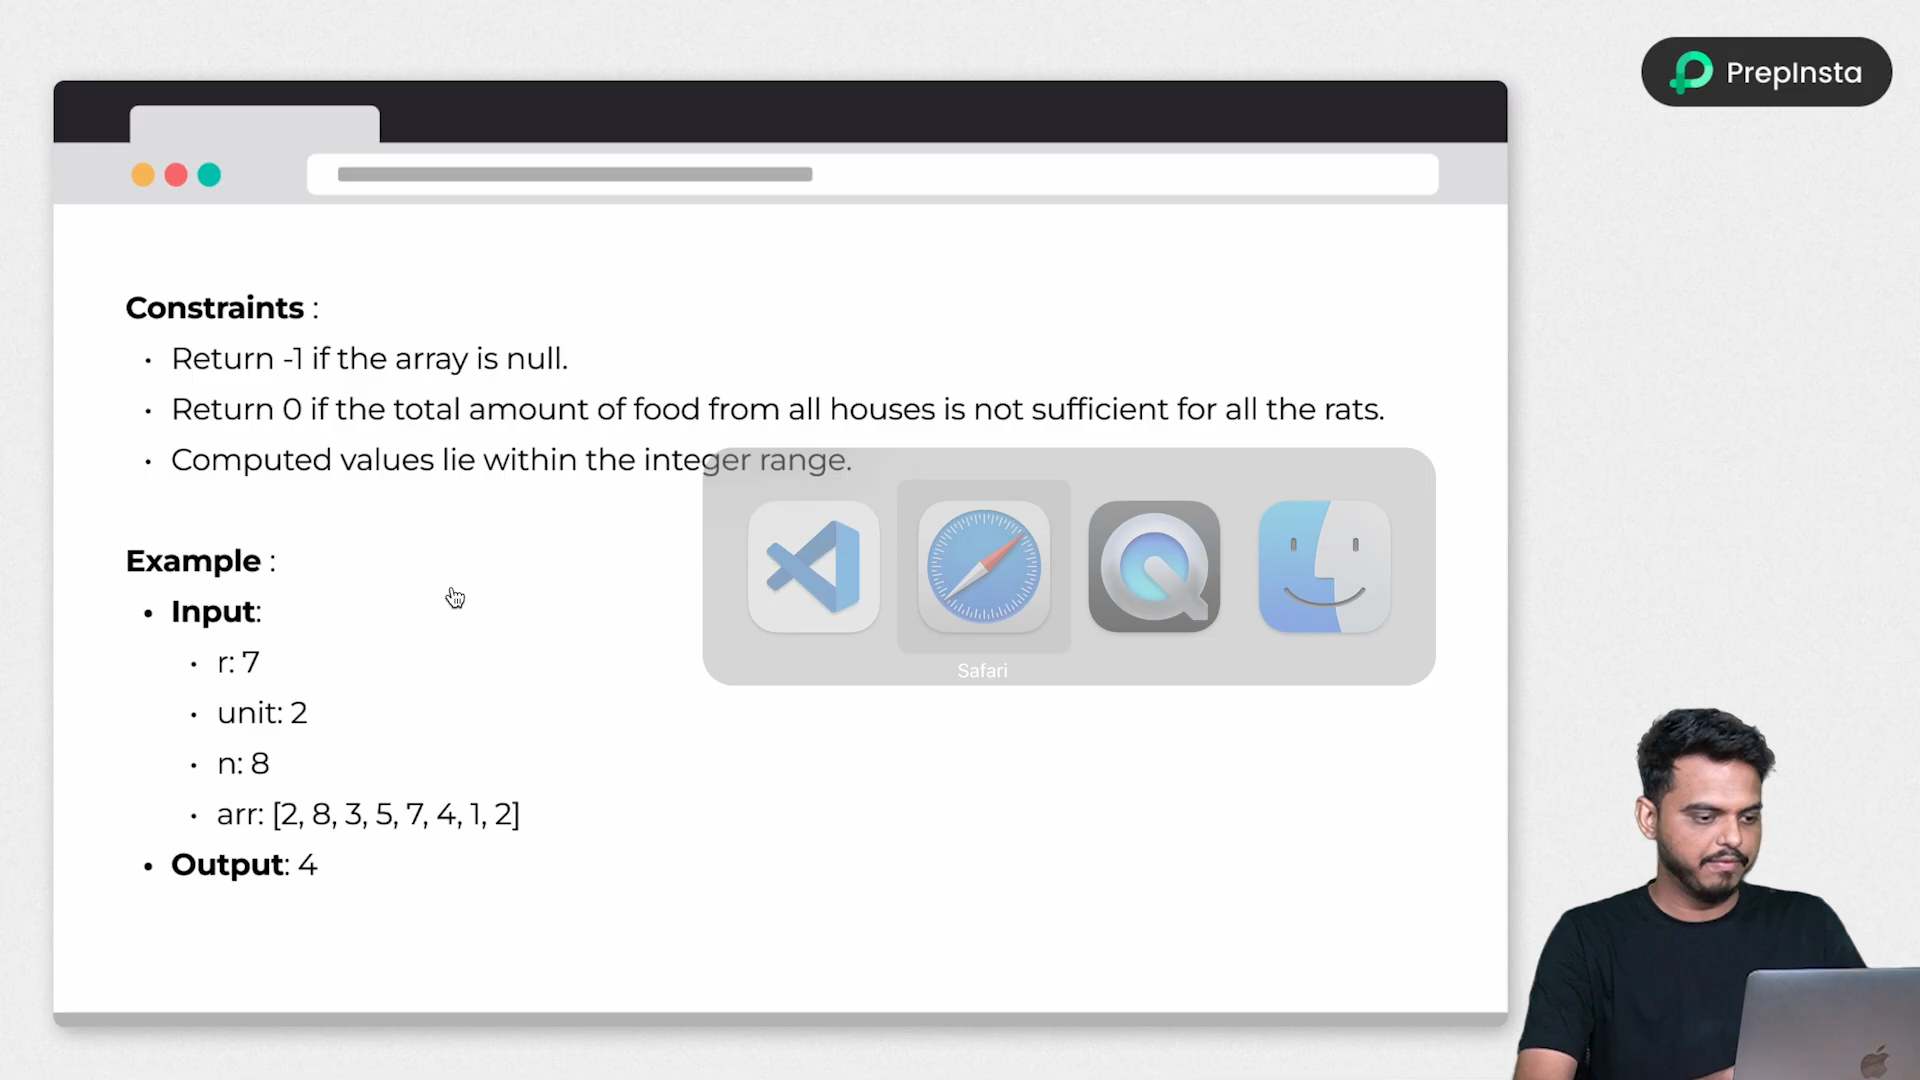 PrepInsta
Constraints :
• Return -1 if the array is null.
• Return 0 if the total amount of food from all houses is not sufficient for all the rats.
• Computed values lie within the integer range.
Example :
• Input:
• r: 7
• unit: 2
• n: 8
• arr: [2, 8, 3, 5, 7, 4, 1, 2]
• Output: 4
Safari